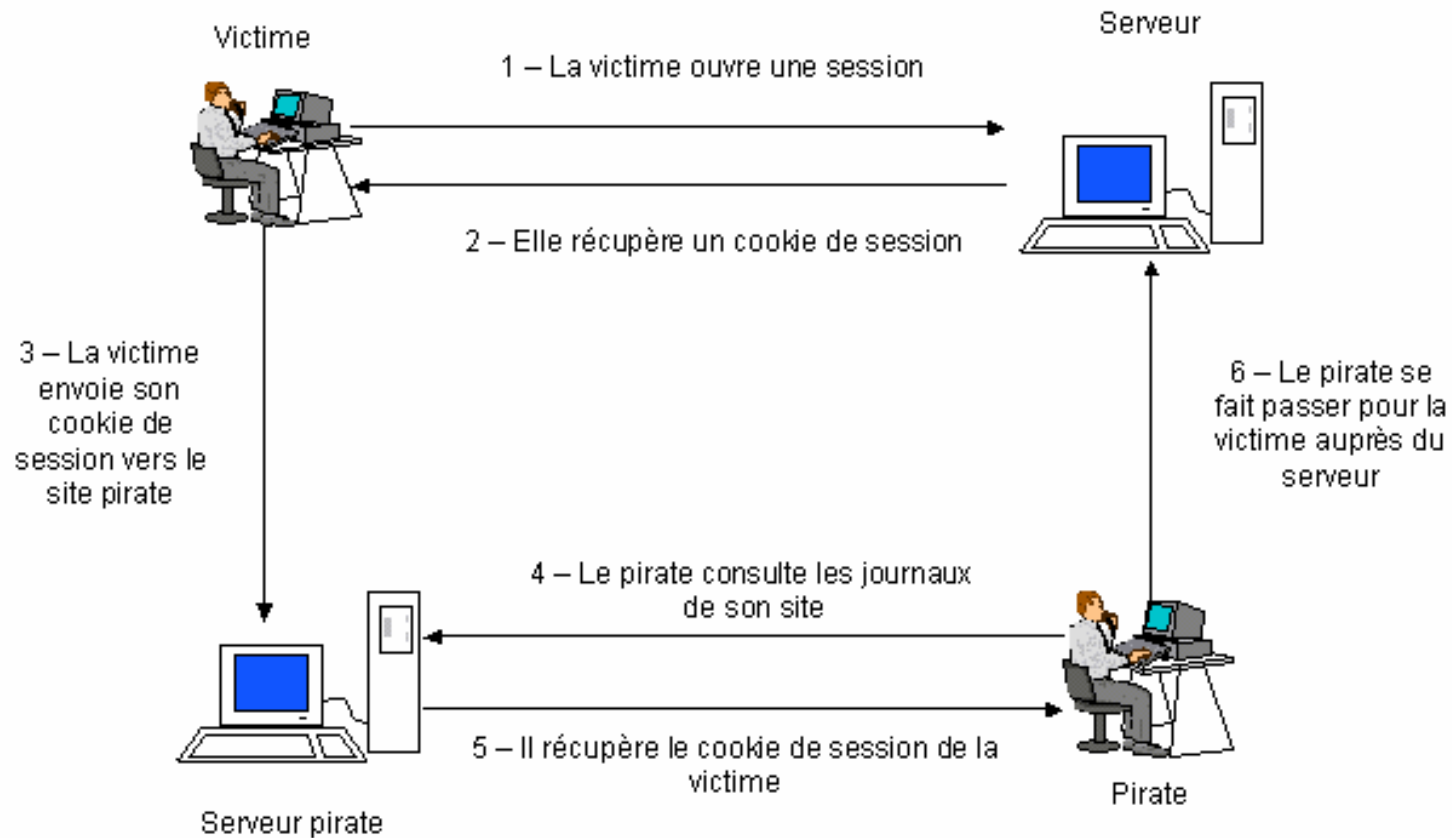 Victime
Serveur
1 – La victime ouvre une session
2 – Elle récupère un cookie de session
3 – La victime
envoie son
cookie de
session vers le
site pirate
6 – Le pirate se
fait passer pour la
victime auprès du
serveur
4 – Le pirate consulte les journaux
de son site
5 – Il récupère le cookie de session de la
victime
Pirate
Serveur pirate